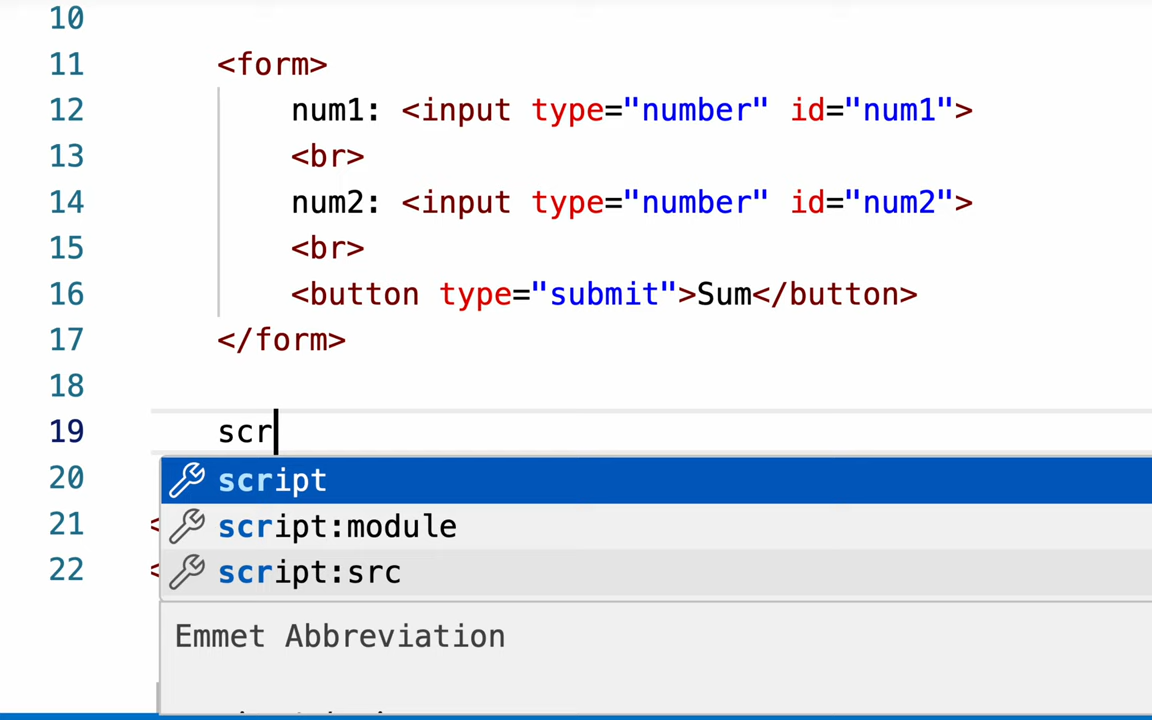 10
11 <form>
12 num1: <input type="number" id="num1">
13 <br>
14 num2: <input type="number" id="num2">
15 <br>
16 <button type="submit">Sum</button>
17 </form>
18
19 scr
20 script
21 < script:module
22 < script:src
Emmet Abbreviation